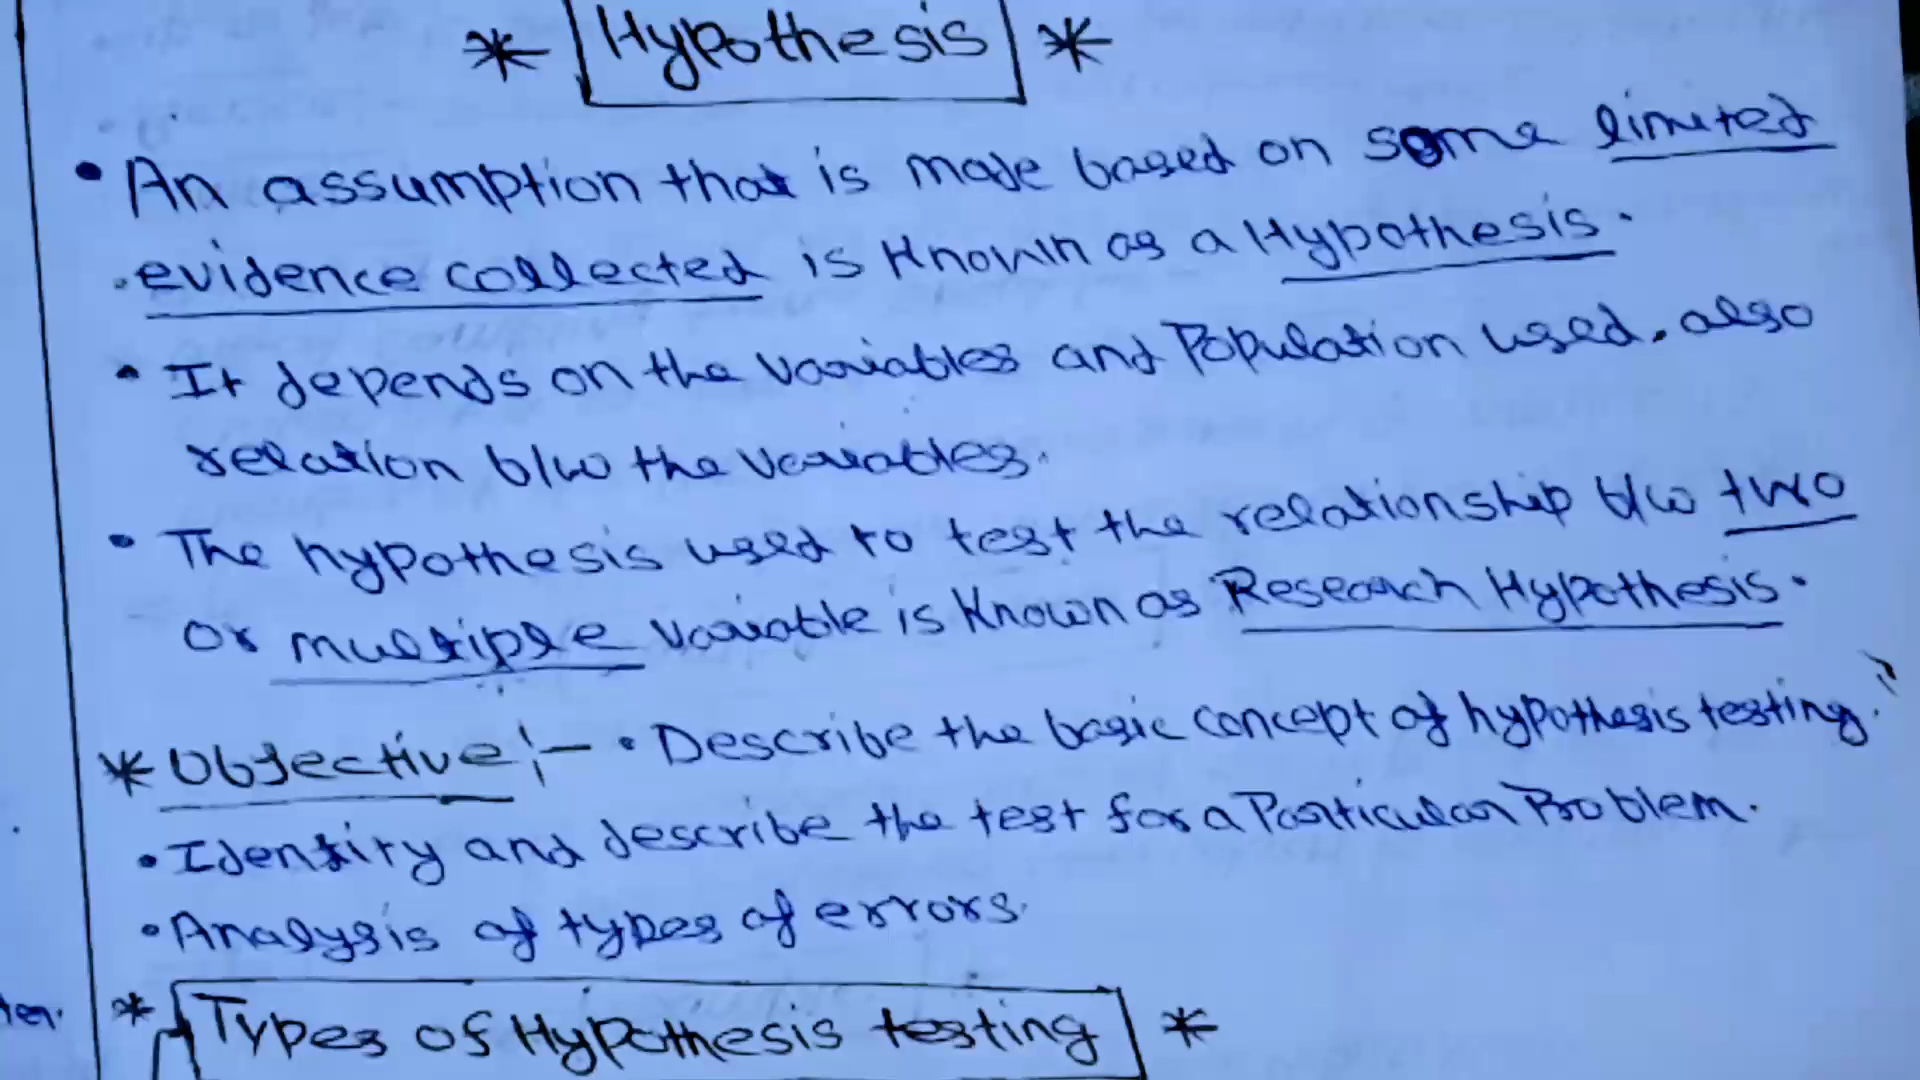 * Hypothesis *
• An assumption that is made based on some limited
evidence collected is known as a Hypothesis.
• It depends on the variables and Population used. also
relation b/w the variables.
• The hypothesis used to test the relationship b/w two
or multiple variable is known as Research Hypothesis.
* Objective:- • Describe the basic concept of hypothesis testing.
• Identity and describe the test for a Particular Problem.
• Analysis of types of errors.
* Types of Hypothesis testing *